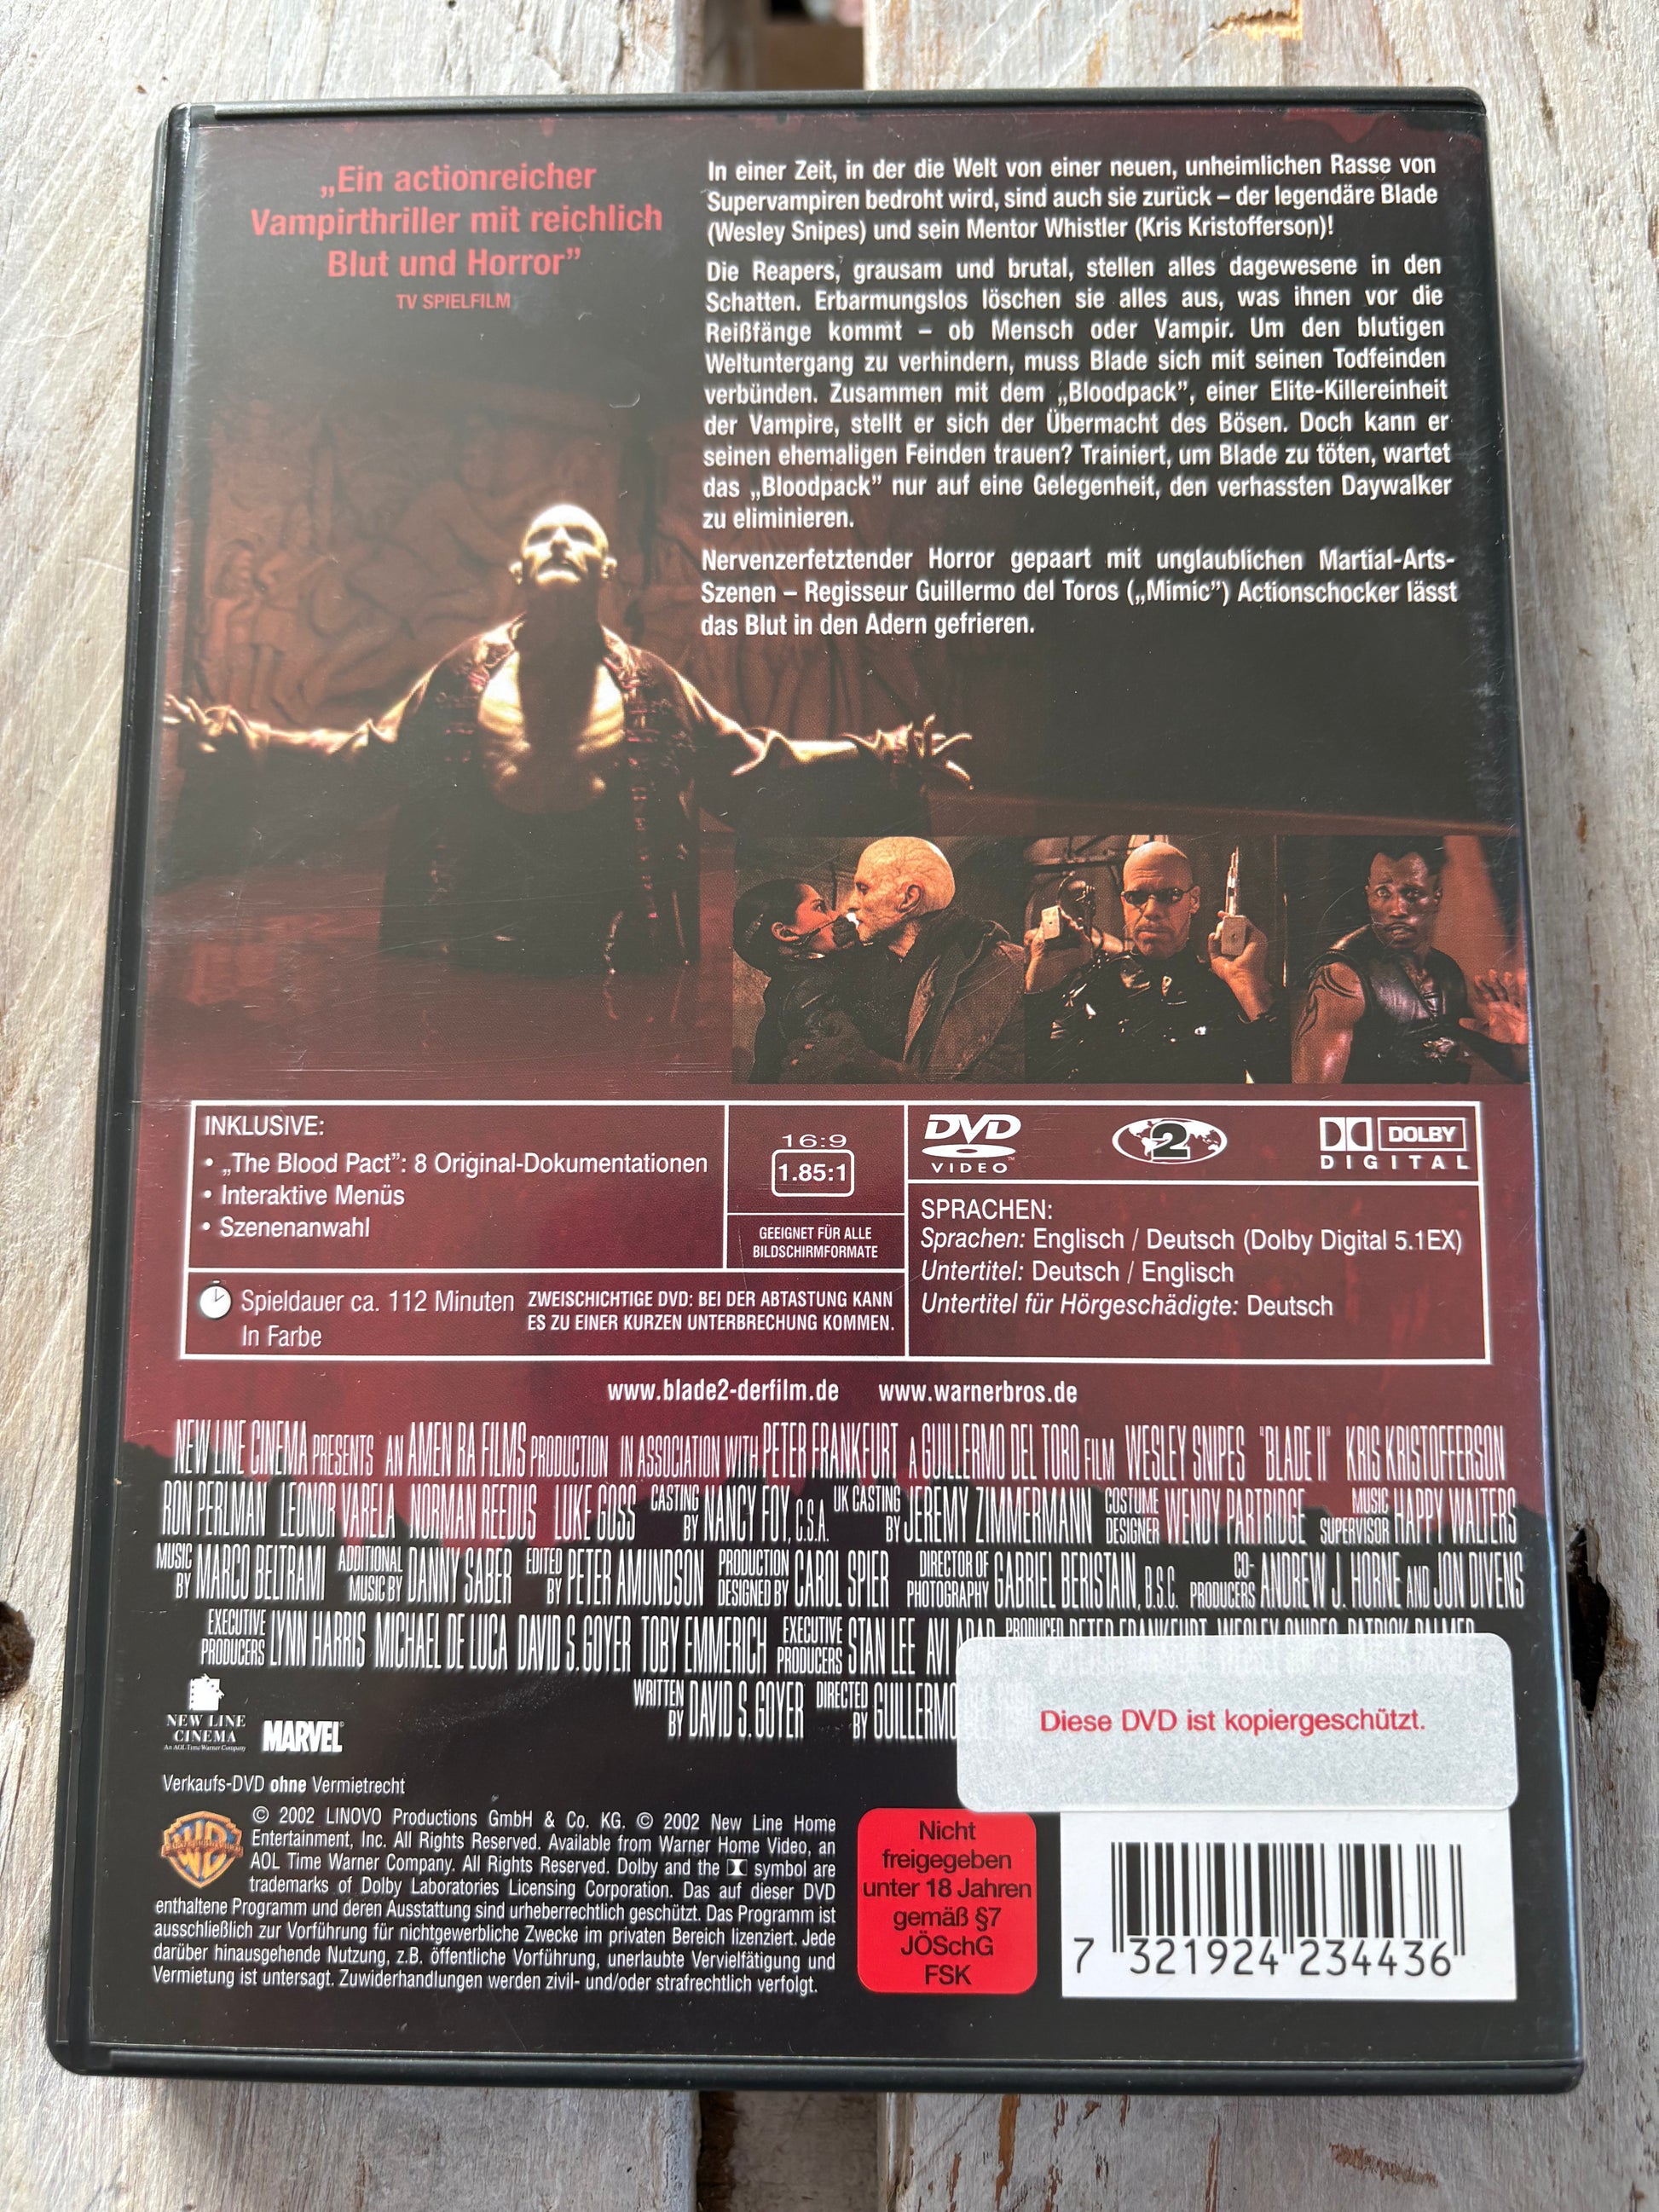 „Ein actionreicher
Vampirthriller mit reichlich
Blut und Horror”
TV SPIELFILM
In einer Zeit, in der die Welt von einer neuen, unheimlichen Rasse von
Supervampiren bedroht wird, sind auch sie zurück – der legendäre Blade
(Wesley Snipes) und sein Mentor Whistler (Kris Kristofferson)!
Die Reapers, grausam und brutal, stellen alles dagewesene in den
Schatten. Erbarmungslos löschen sie alles aus, was ihnen vor die
Reißfänge kommt – ob Mensch oder Vampir. Um den blutigen
Weltuntergang zu verhindern, muss Blade sich mit seinen Todfeinden
verbünden. Zusammen mit dem „Bloodpack”, einer Elite-Killereinheit
der Vampire, stellt er sich der Übermacht des Bösen. Doch kann er
seinen ehemaligen Feinden trauen? Trainiert, um Blade zu töten, wartet
das „Bloodpack” nur auf eine Gelegenheit, den verhassten Daywalker
zu eliminieren.
Nervenzerfetztender Horror gepaart mit unglaublichen Martial-Arts-
Szenen – Regisseur Guillermo del Toros („Mimic”) Actionschocker lässt
das Blut in den Adern gefrieren.
INKLUSIVE:
• „The Blood Pact”: 8 Original-Dokumentationen
• Interaktive Menüs
• Szenenanwahl
16:9
1.85:1
GEEIGNET FÜR ALLE
BILDSCHIRMFORMATE
DVD
VIDEO
2
DOLBY
DIGITAL
SPRACHEN:
Sprachen: Englisch / Deutsch (Dolby Digital 5.1EX)
Untertitel: Deutsch / Englisch
Untertitel für Hörgeschädigte: Deutsch
Spieldauer ca. 112 Minuten
In Farbe
ZWEISCHICHTIGE DVD: BEI DER ABTASTUNG KANN
ES ZU EINER KURZEN UNTERBRECHUNG KOMMEN.
www.blade2-derfilm.de www.warnerbros.de
NEW LINE CINEMA PRESENTS AN AMEN RA FILMS PRODUCTION IN ASSOCIATION WITH PETER FRANKFURT A GUILLERMO DEL TORO FILM WESLEY SNIPES "BLADE II" KRIS KRISTOFFERSON
RON PERLMAN LEONOR VARELA NORMAN REEDUS LUKE GOSS CASTING BY NANCY FOY, C.S.A. UK CASTING BY JEREMY ZIMMERMANN COSTUME DESIGNER WENDY PARTRIDGE MUSIC SUPERVISOR HAPPY WALTERS
MUSIC BY MARCO BELTRAMI ADDITIONAL MUSIC BY DANNY SABER EDITED BY PETER AMUNDSON PRODUCTION DESIGNED BY CAROL SPIER DIRECTOR OF PHOTOGRAPHY GABRIEL BERISTAIN, B.S.C. CO-PRODUCERS ANDREW J. HORNE AND JON DIVENS
EXECUTIVE PRODUCERS LYNN HARRIS MICHAEL DE LUCA DAVID S. GOYER TOBY EMMERICH EXECUTIVE PRODUCERS STAN LEE AVI ARAD PRODUCED PETER FRANKFURT WESLEY SNIPES PATRICK PALMER
WRITTEN BY DAVID S. GOYER DIRECTED BY GUILLERMO
NEW LINE
CINEMA
An AOL Time Warner Company
MARVEL
Diese DVD ist kopiergeschützt.
Verkaufs-DVD ohne Vermietrecht
WB
© 2002 LINOVO Productions GmbH & Co. KG. © 2002 New Line Home
Entertainment, Inc. All Rights Reserved. Available from Warner Home Video, an
AOL Time Warner Company. All Rights Reserved. Dolby and the symbol are
trademarks of Dolby Laboratories Licensing Corporation. Das auf dieser DVD
enthaltene Programm und deren Ausstattung sind urheberrechtlich geschützt. Das Programm ist
ausschließlich zur Vorführung für nichtgewerbliche Zwecke im privaten Bereich lizenziert. Jede
darüber hinausgehende Nutzung, z.B. öffentliche Vorführung, unerlaubte Vervielfätigung und
Vermietung ist untersagt. Zuwiderhandlungen werden zivil- und/oder strafrechtlich verfolgt.
Nicht
freigegeben
unter 18 Jahren
gemäß §7
JÖSchG
FSK
7 321924 234436